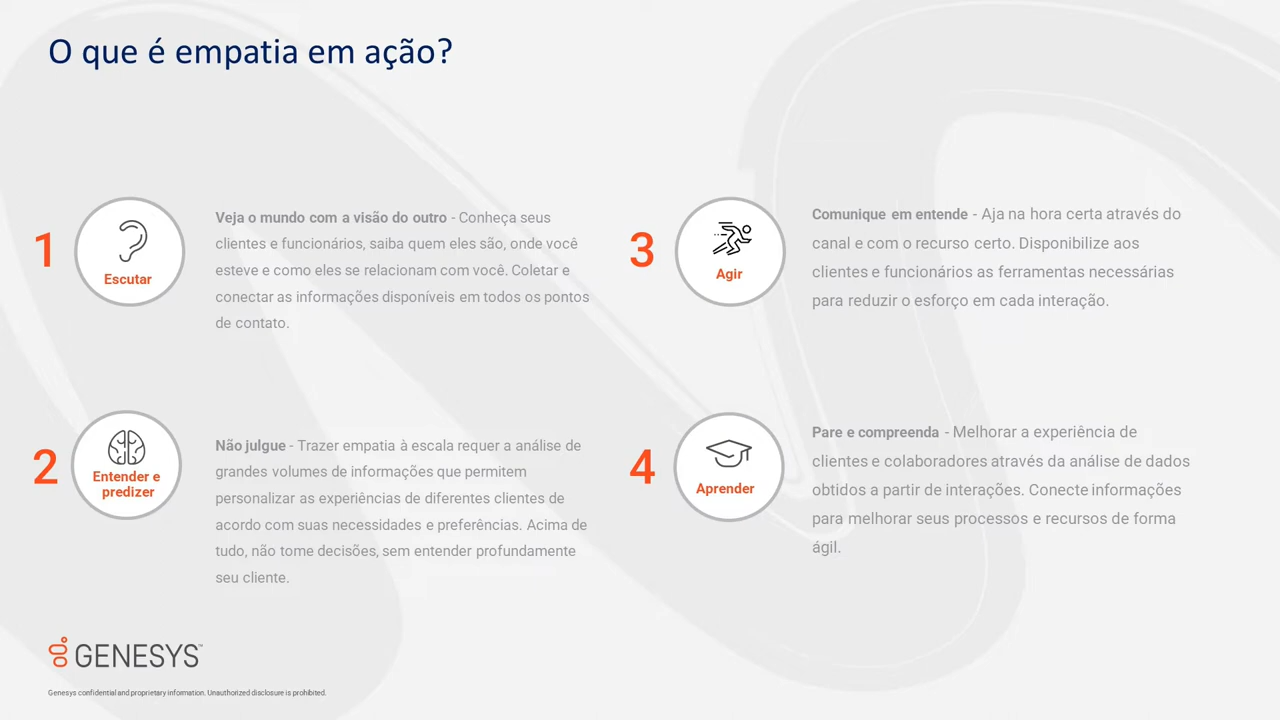 O que é empatia em ação?
1
Escutar
Veja o mundo com a visão do outro - Conheça seus
clientes e funcionários, saiba quem eles são, onde você
esteve e como eles se relacionam com você. Coletar e
conectar as informações disponíveis em todos os pontos
de contato.
2
Entender e
predizer
Não julgue - Trazer empatia à escala requer a análise de
grandes volumes de informações que permitem
personalizar as experiências de diferentes clientes de
acordo com suas necessidades e preferências. Acima de
tudo, não tome decisões, sem entender profundamente
seu cliente.
3
Agir
Comunique em entende - Aja na hora certa através do
canal e com o recurso certo. Disponibilize aos
clientes e funcionários as ferramentas necessárias
para reduzir o esforço em cada interação.
4
Aprender
Pare e compreenda - Melhorar a experiência de
clientes e colaboradores através da análise de dados
obtidos a partir de interações. Conecte informações
para melhorar seus processos e recursos de forma
ágil.
GENESYS™
Genesys confidential and proprietary information. Unauthorized disclosure is prohibited.